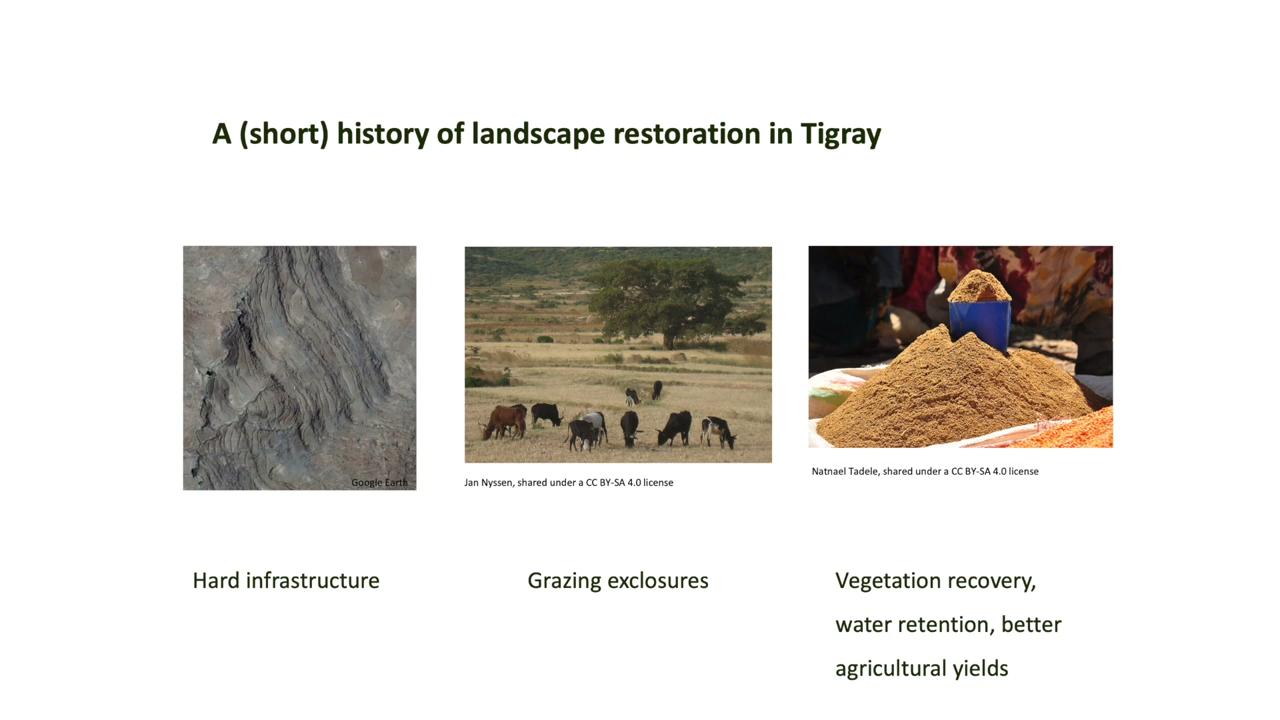 A (short) history of landscape restoration in Tigray
Google Earth
Jan Nyssen, shared under a CC BY-SA 4.0 license
Natnael Tadele, shared under a CC BY-SA 4.0 license
Hard infrastructure
Grazing exclosures
Vegetation recovery,
water retention, better
agricultural yields